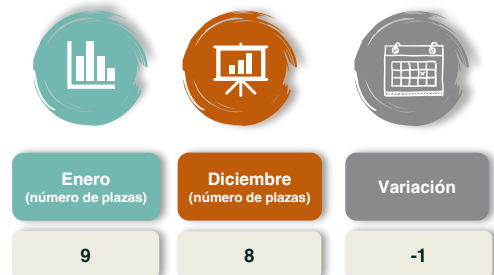 Enero
(número de plazas)
Diciembre
(número de plazas)
Variación
9
8
-1